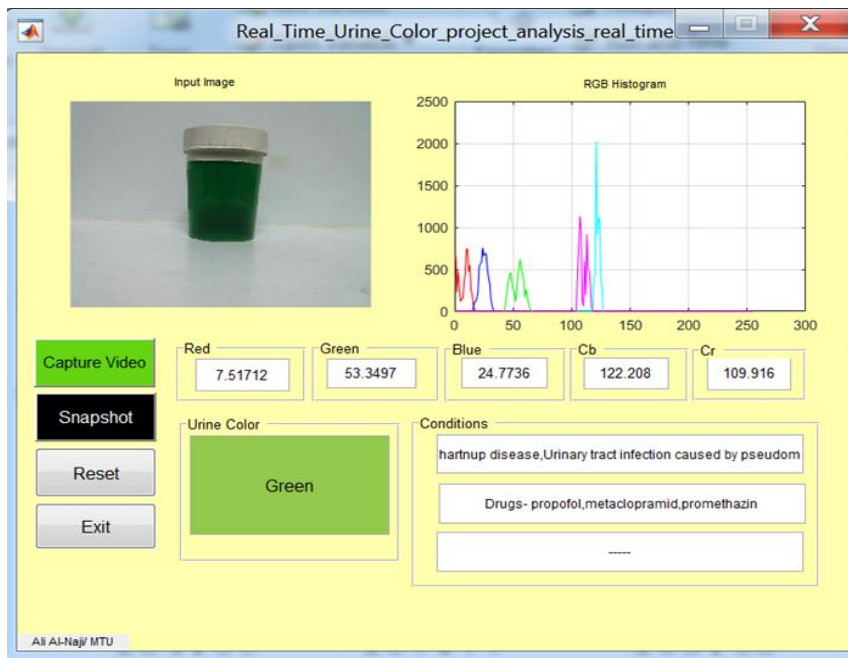 Real_Time_Urine_Color_project_analysis_real_time
Input Image
RGB Histogram
2500
2000
1500
1000
500
0
0 50 100 150 200 250 300
Capture Video
Snapshot
Reset
Exit
Red
7.51712
Green
53.3497
Blue
24.7736
Cb
122.208
Cr
109.916
Urine Color
Green
Conditions
hartnup disease,Urinary tract infection caused by pseudom
Drugs- propofol,metaclopramid,promethazin
-----
Ali Al-Naji/ MTU